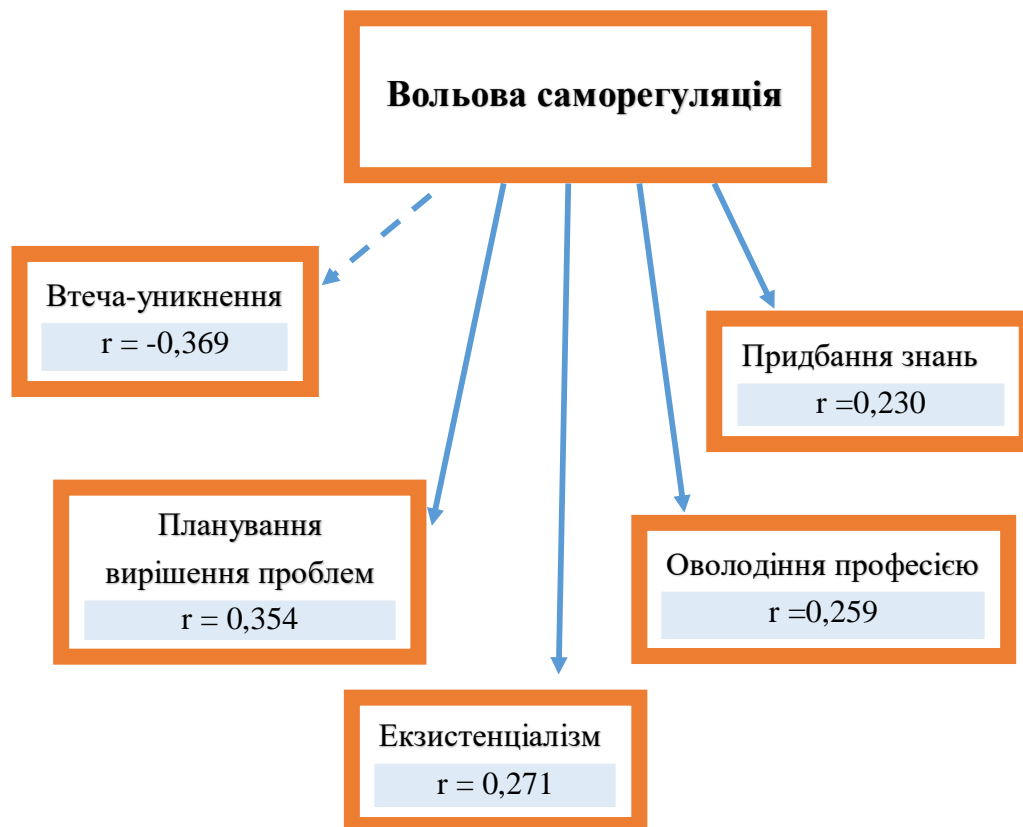 Вольова саморегуляція
Втеча-уникнення
r = -0,369
Придбання знань
r =0,230
Планування
вирішення проблем
r = 0,354
Оволодіння професією
r =0,259
Екзистенціалізм
r = 0,271